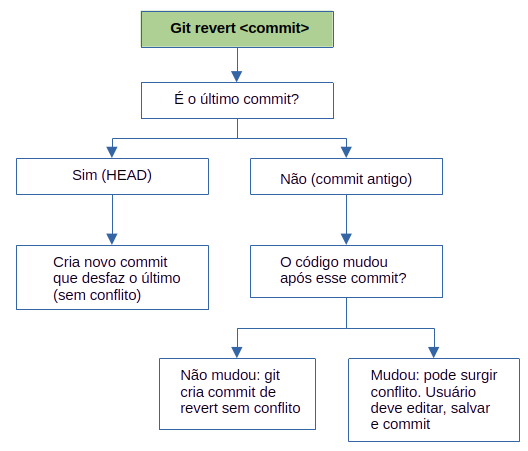 Git revert <commit>
É o último commit?
Sim (HEAD)
Não (commit antigo)
Cria novo commit
que desfaz o último
(sem conflito)
O código mudou
após esse commit?
Não mudou: git
cria commit de
revert sem conflito
Mudou: pode surgir
conflito. Usuário
deve editar, salvar
e commit